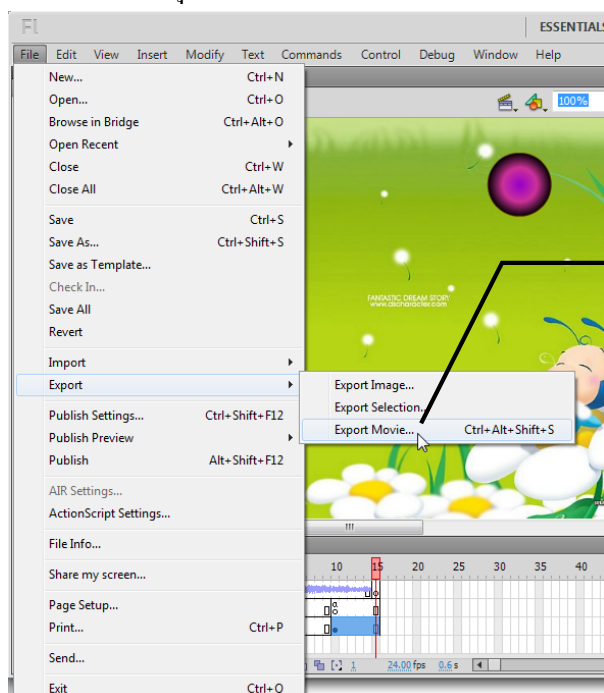 Fl ESSENTIALS
File Edit View Insert Modify Text Commands Control Debug Window Help
New... Ctrl+N
Open... Ctrl+O
Browse in Bridge Ctrl+Alt+O
Open Recent
Close Ctrl+W
Close All Ctrl+Alt+W
Save Ctrl+S
Save As... Ctrl+Shift+S
Save as Template...
Check In...
Save All
Revert
Import
Export
Publish Settings... Ctrl+Shift+F12
Publish Preview
Publish Alt+Shift+F12
AIR Settings...
ActionScript Settings...
File Info...
Share my screen...
Page Setup...
Print... Ctrl+P
Send...
Exit Ctrl+Q
100%
FANTASTIC DREAM STORY
www.dscharacter.com
Export Image...
Export Selection...
Export Movie... Ctrl+Alt+Shift+S
10 15 20 25 30 35 40
a
1 24.00 fps 0.6 s